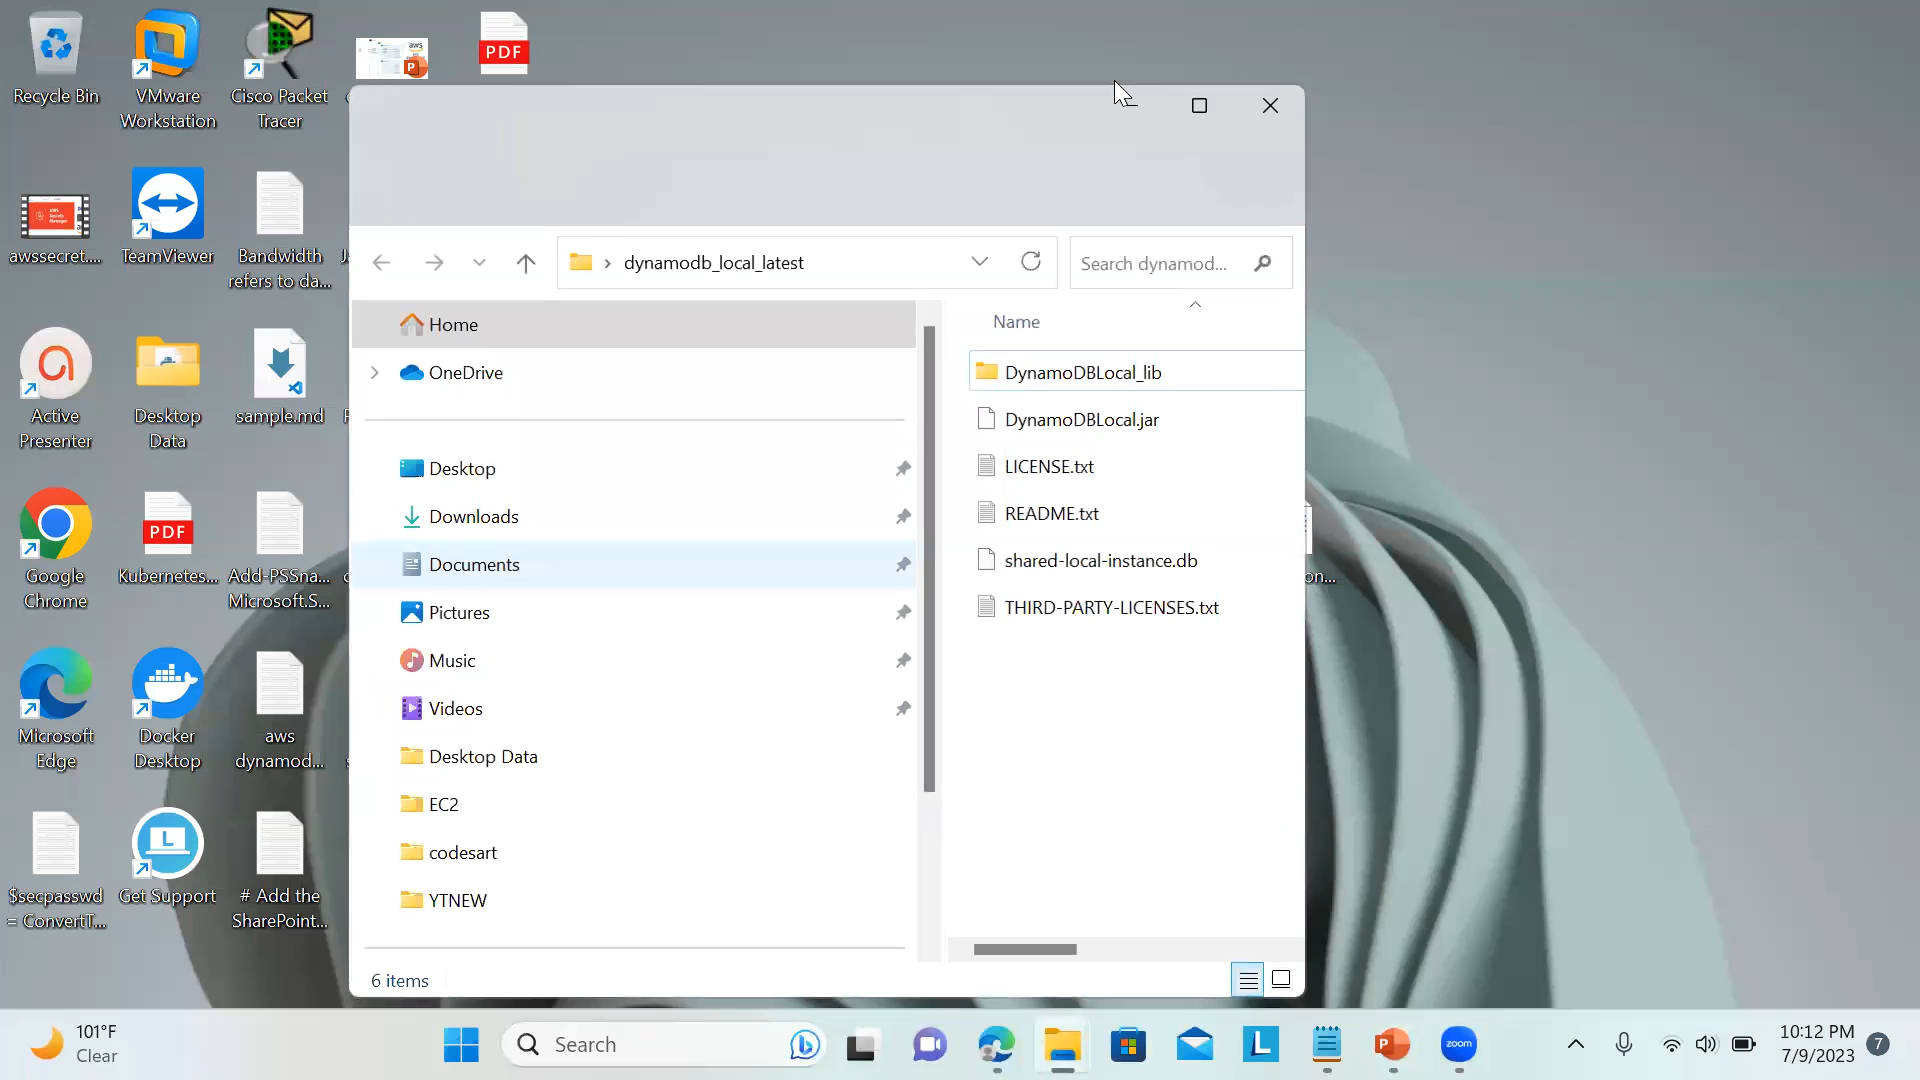 Recycle Bin
VMware
Workstation
Cisco Packet
Tracer
aws
P
PDF
awssecret....
TeamViewer
Bandwidth
refers to da...
Active
Presenter
Desktop
Data
sample.md
Google
Chrome
PDF
Kubernetes...
Add-PSSna...
Microsoft.S...
Microsoft
Edge
Docker
Desktop
aws
dynamod...
$secpasswd
= ConvertT...
Get Support
# Add the
SharePoint...
dynamodb_local_latest
Search dynamod...
Home
OneDrive
Desktop
Downloads
Documents
Pictures
Music
Videos
Desktop Data
EC2
codesart
YTNEW
Name
DynamoDBLocal_lib
DynamoDBLocal.jar
LICENSE.txt
README.txt
shared-local-instance.db
THIRD-PARTY-LICENSES.txt
on...
6 items
101°F
Clear
Search
L
P
zoom
10:12 PM
7/9/2023
7